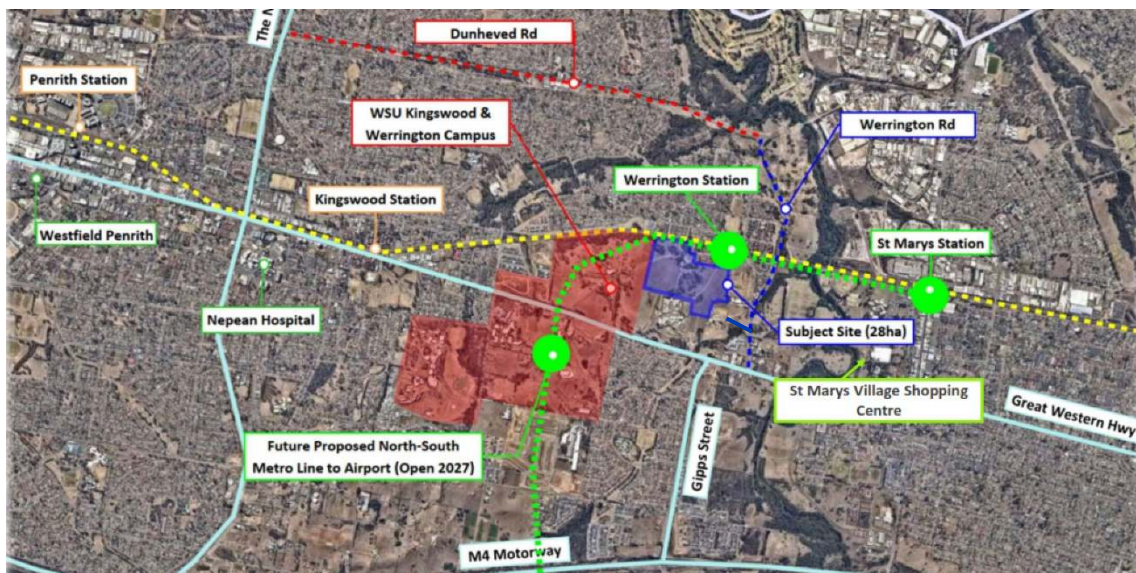 The
Dunheved Rd
Penrith Station
WSU Kingswood &
Werrington Campus
Werrington Rd
Werrington Station
Kingswood Station
Westfield Penrith
St Marys Station
Nepean Hospital
Subject Site (28ha)
St Marys Village Shopping
Centre
Great Western Hwy
Gipps Street
Future Proposed North-South
Metro Line to Airport (Open 2027)
M4 Motorway